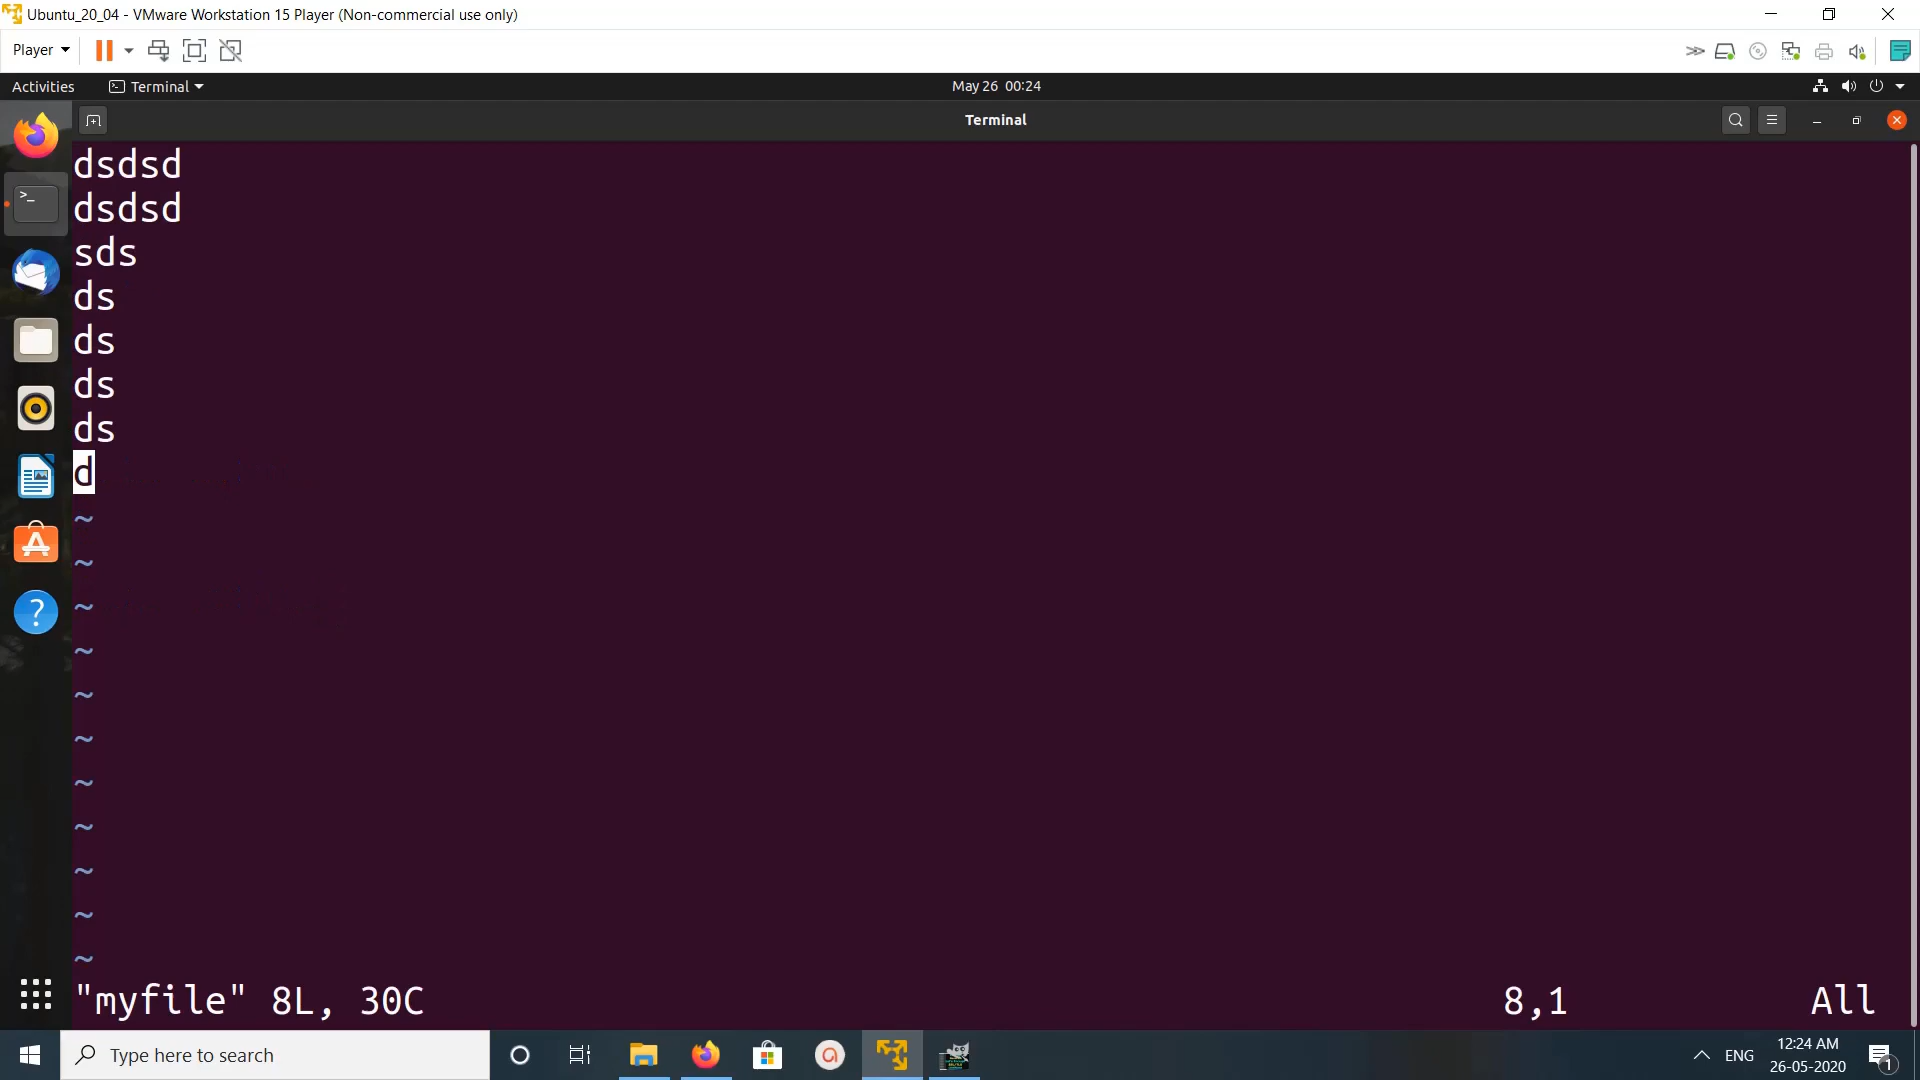 Ubuntu_20_04 - VMware Workstation 15 Player (Non-commercial use only)
Player
Activities
Terminal
May 26 00:24
Terminal
dsdsd
dsdsd
sds
ds
ds
ds
ds
d
~
~
~
~
~
~
~
~
~
~
~
"myfile" 8L, 30C
8,1
All
Type here to search
ENG
12:24 AM
26-05-2020
1